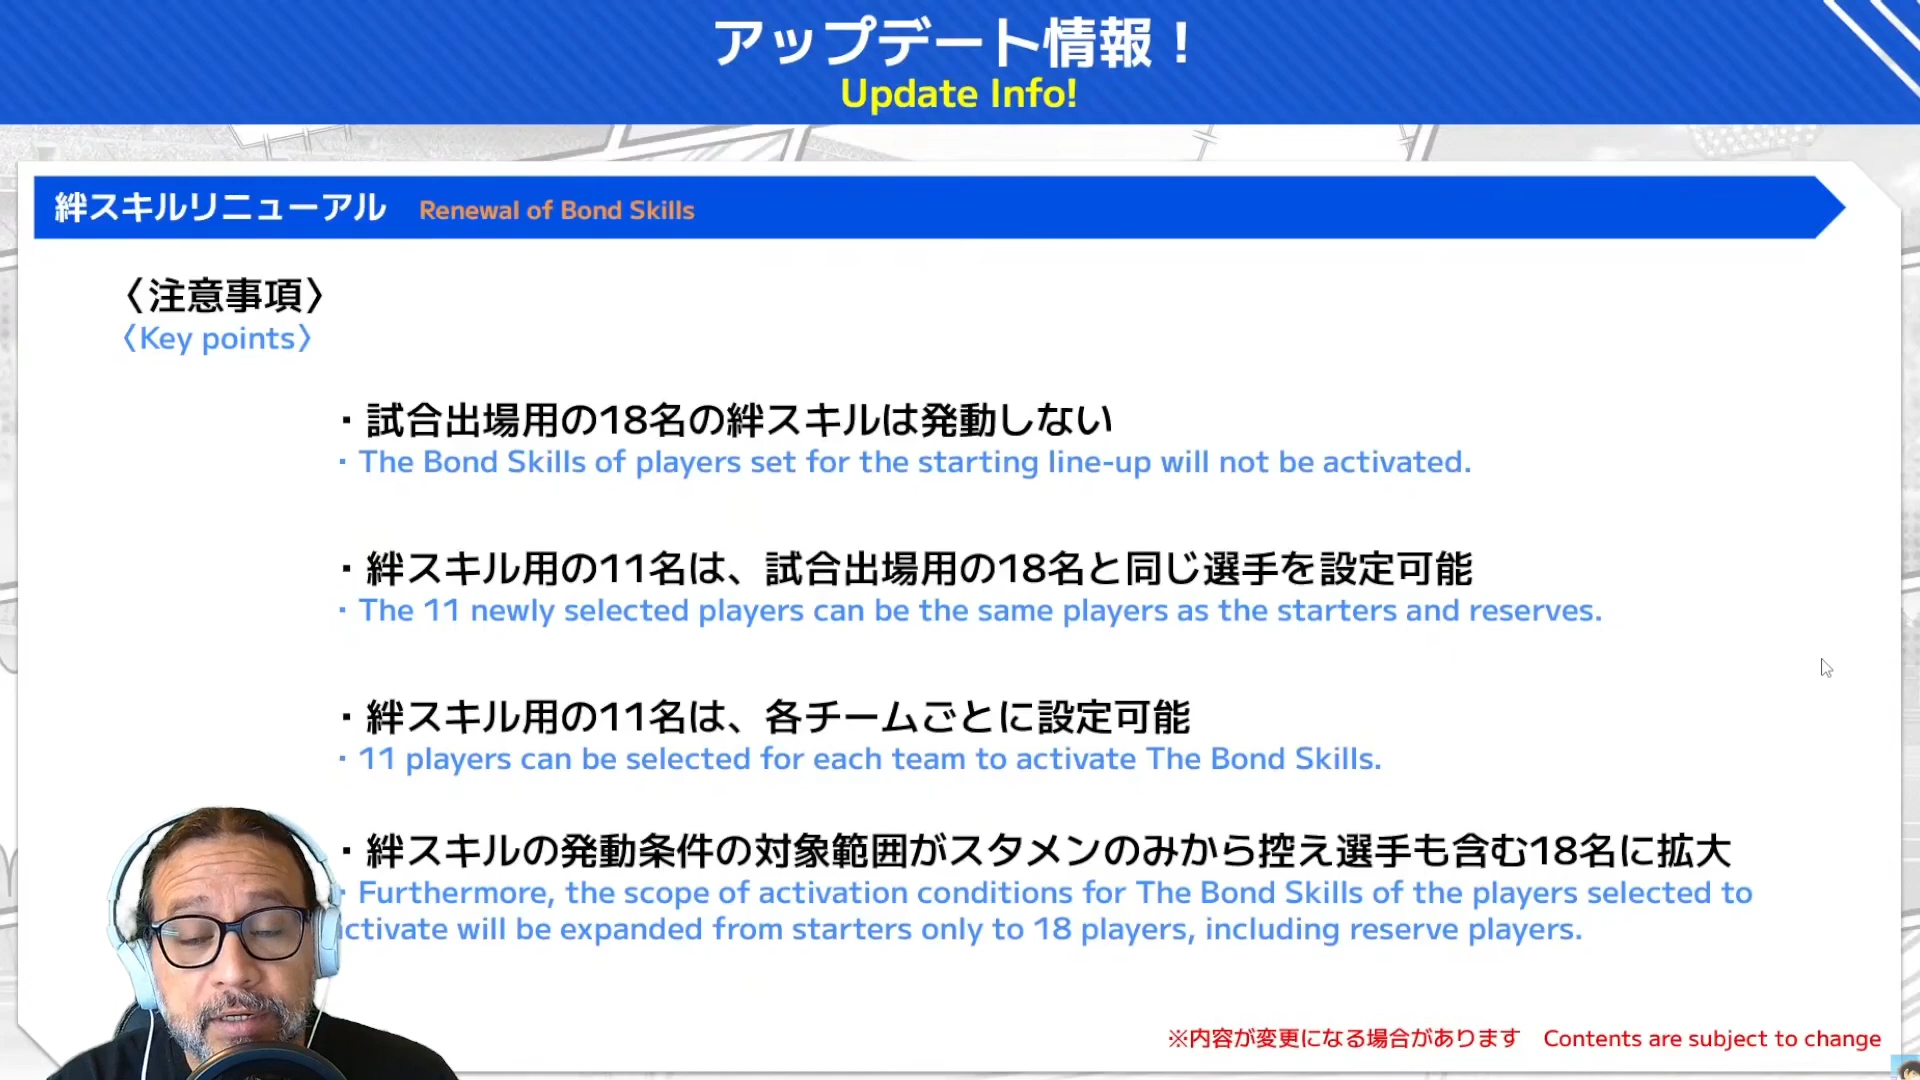 アップデート情報！
Update Info!
絆スキルリニューアル Renewal of Bond Skills
〈注意事項〉
〈Key points〉
・試合出場用の18名の絆スキルは発動しない
・The Bond Skills of players set for the starting line-up will not be activated.
・絆スキル用の11名は、試合出場用の18名と同じ選手を設定可能
・The 11 newly selected players can be the same players as the starters and reserves.
・絆スキル用の11名は、各チームごとに設定可能
・11 players can be selected for each team to activate The Bond Skills.
・絆スキルの発動条件の対象範囲がスタメンのみから控え選手も含む18名に拡大
・Furthermore, the scope of activation conditions for The Bond Skills of the players selected to
ctivate will be expanded from starters only to 18 players, including reserve players.
※内容が変更になる場合があります Contents are subject to change